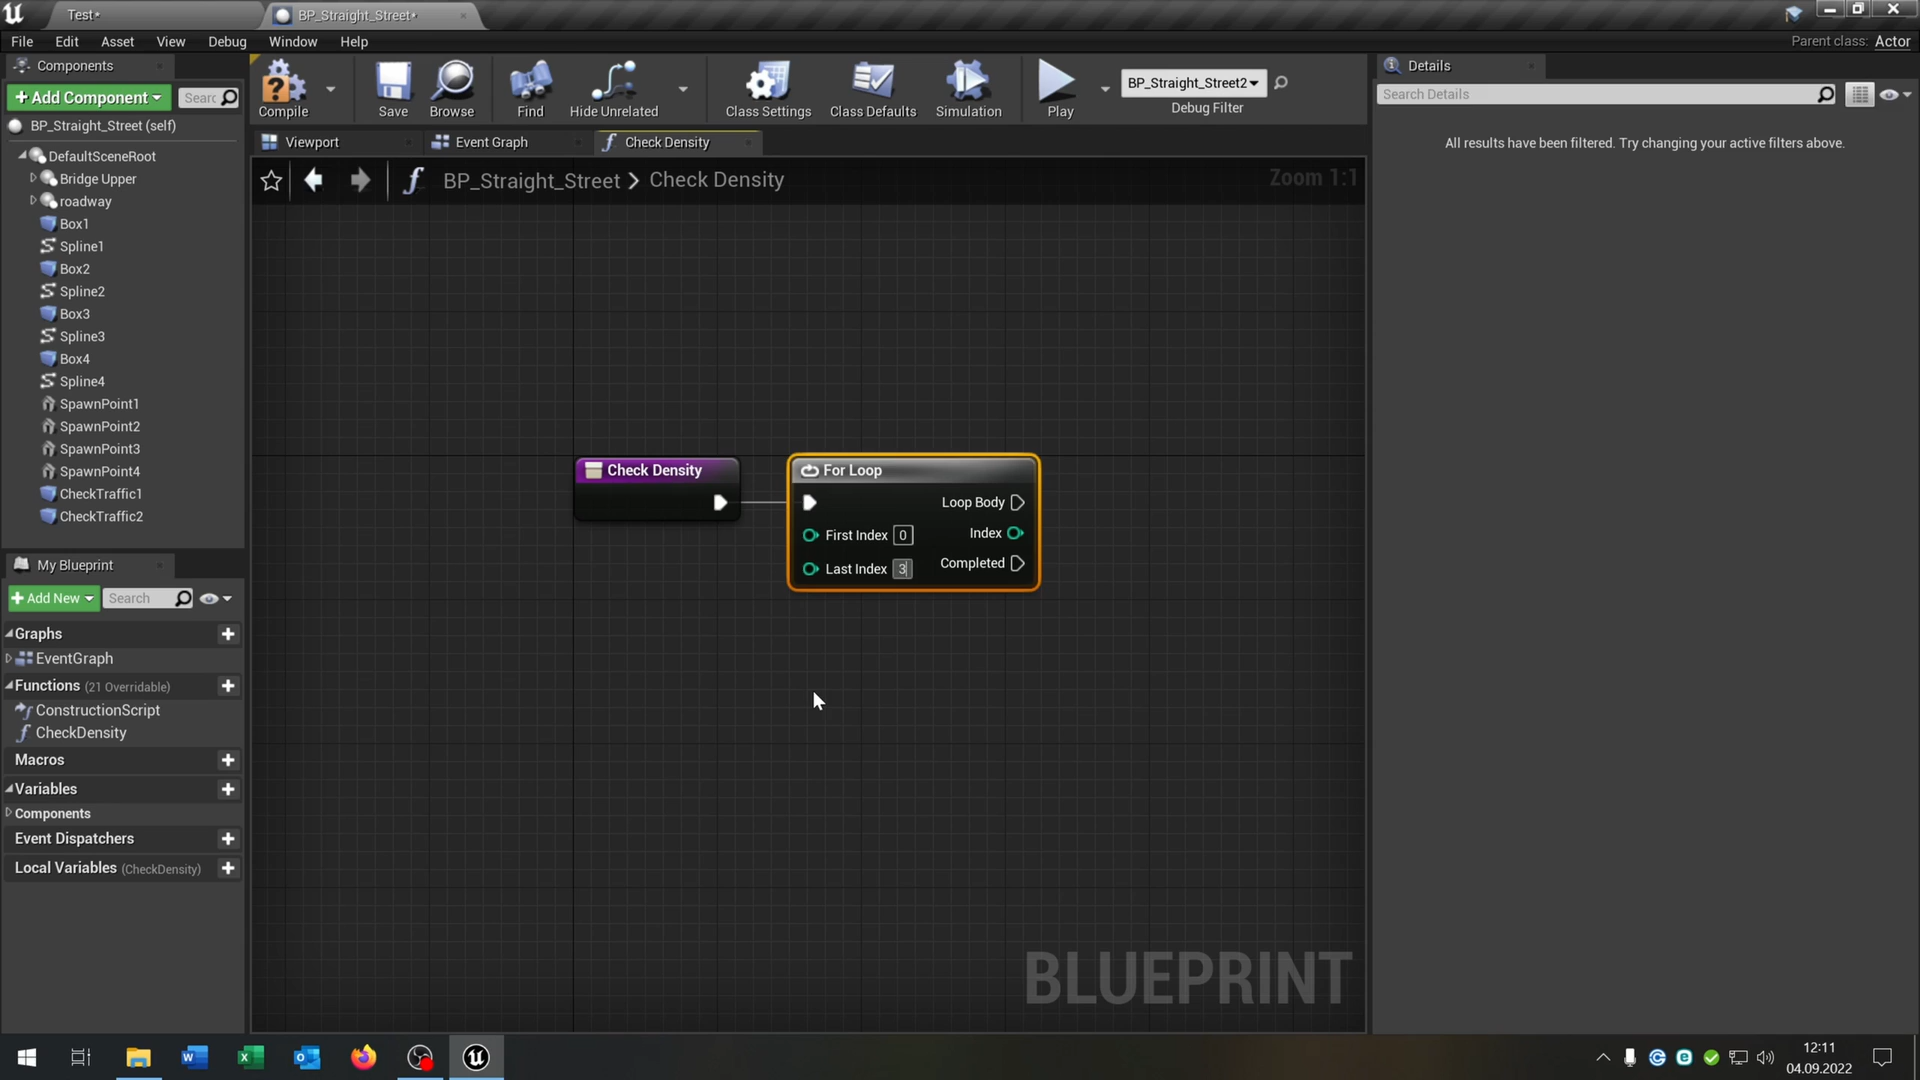 Test*
BP_Straight_Street*
File Edit Asset View Debug Window Help
Parent class: Actor
Components
+ Add Component
Searc
BP_Straight_Street (self)
DefaultSceneRoot
Bridge Upper
roadway
Box1
Spline1
Box2
Spline2
Box3
Spline3
Box4
Spline4
SpawnPoint1
SpawnPoint2
SpawnPoint3
SpawnPoint4
CheckTraffic1
CheckTraffic2
My Blueprint
+ Add New
Search
Graphs
EventGraph
Functions (21 Overridable)
ConstructionScript
CheckDensity
Macros
Variables
Components
Event Dispatchers
Local Variables (CheckDensity)
Compile
Save
Browse
Find
Hide Unrelated
Class Settings
Class Defaults
Simulation
Play
BP_Straight_Street2
Debug Filter
Viewport
Event Graph
Check Density
BP_Straight_Street > Check Density
Zoom 1:1
Check Density
For Loop
Loop Body
First Index 0
Index
Last Index 3
Completed
BLUEPRINT
Details
Search Details
All results have been filtered. Try changing your active filters above.
12:11
04.09.2022